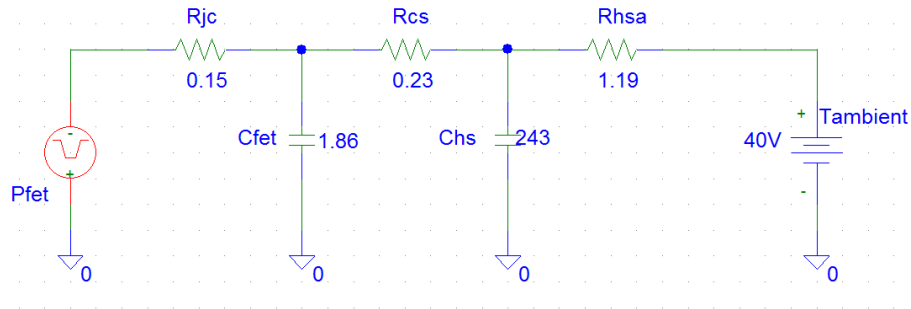 Rjc
Rcs
Rhsa
0.15
0.23
1.19
-
+
Pfet
Cfet
1.86
Chs
243
+
Tambient
40V
-
0
0
0
0